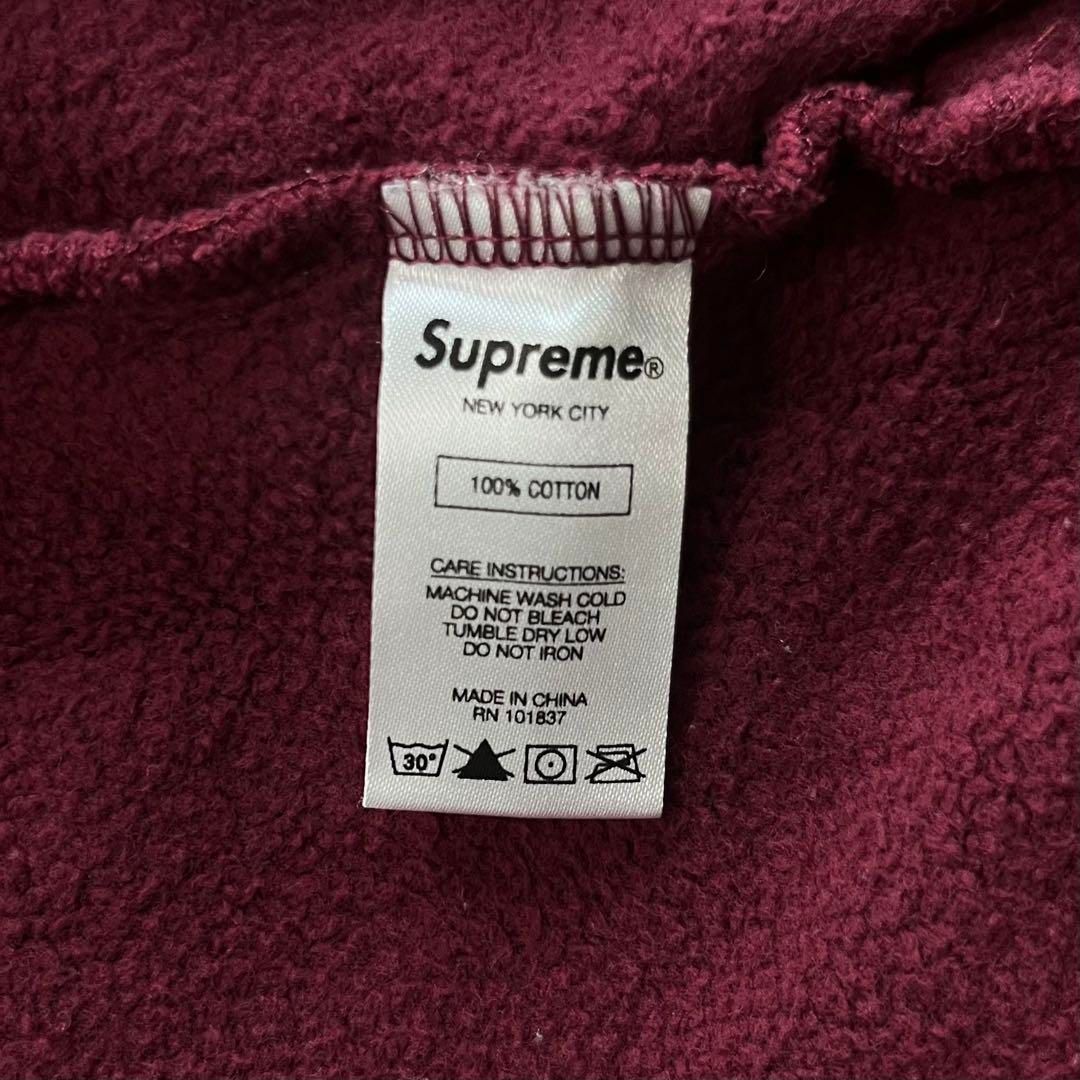 Supreme®
NEW YORK CITY
100% COTTON
CARE INSTRUCTIONS:
MACHINE WASH COLD
DO NOT BLEACH
TUMBLE DRY LOW
DO NOT IRON
MADE IN CHINA
RN 101837
30°